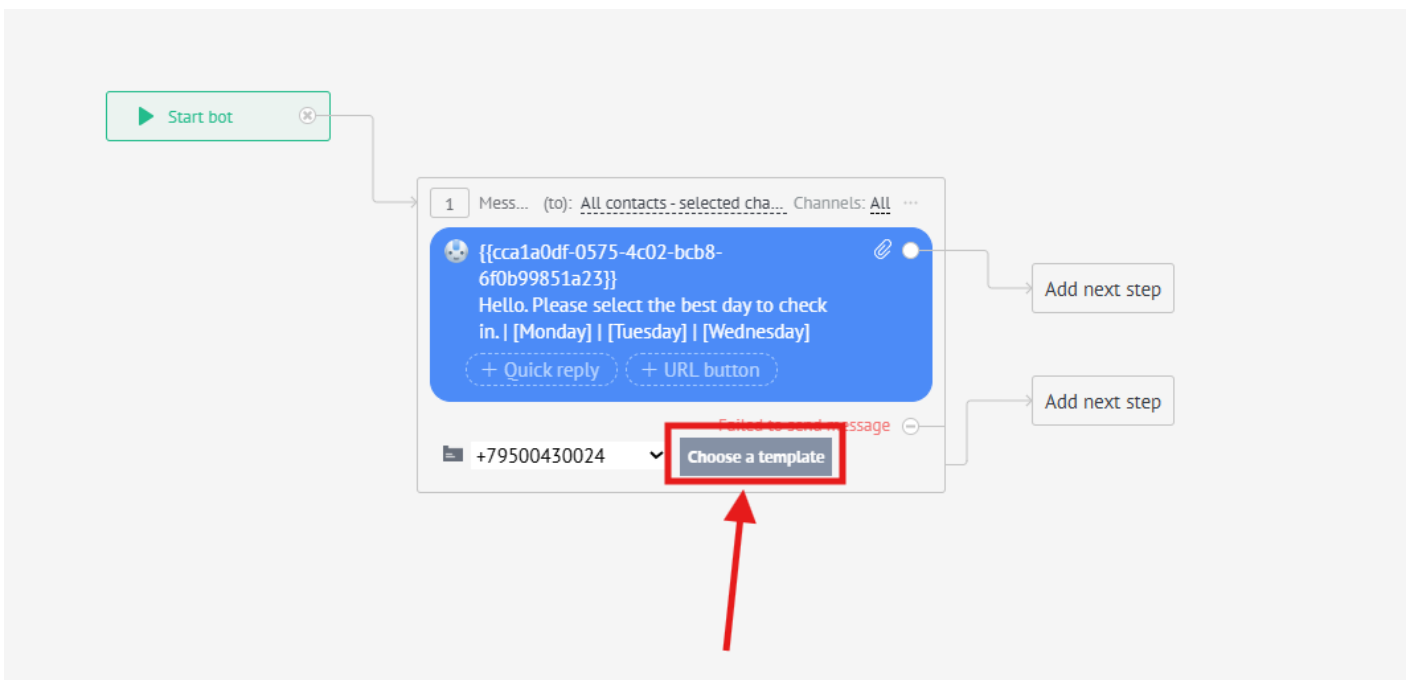 Start bot
1 Mess... (to): All contacts - selected cha... Channels: All ...
{{cca1a0df-0575-4c02-bcb8-
6f0b99851a23}}
Hello. Please select the best day to check
in. | [Monday] | [Tuesday] | [Wednesday]
+ Quick reply + URL button
Add next step
Add next step
Failed to send message
+79500430024 Choose a template